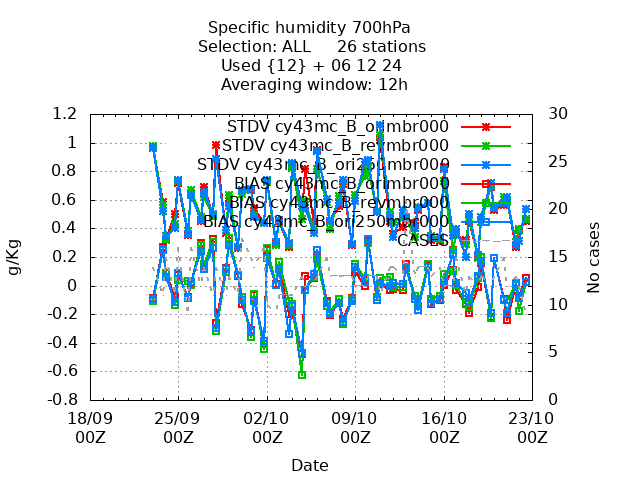 Specific humidity 700hPa
Selection: ALL 26 stations
Used {12} + 06 12 24
Averaging window: 12h
1.2
1
0.8
0.6
0.4
0.2
0
-0.2
-0.4
-0.6
-0.8
g/Kg
30
25
20
15
10
5
0
No cases
STDV cy43mc_B_orimbr000
STDV cy43mc_B_revmbr000
STDV cy43mc_B_ori250mbr000
BIAS cy43mc_B_orimbr000
BIAS cy43mc_B_revmbr000
BIAS cy43mc_B_ori250mbr000
CASES
18/09 25/09 02/10 09/10 16/10 23/10
00Z 00Z 00Z 00Z 00Z 00Z
Date